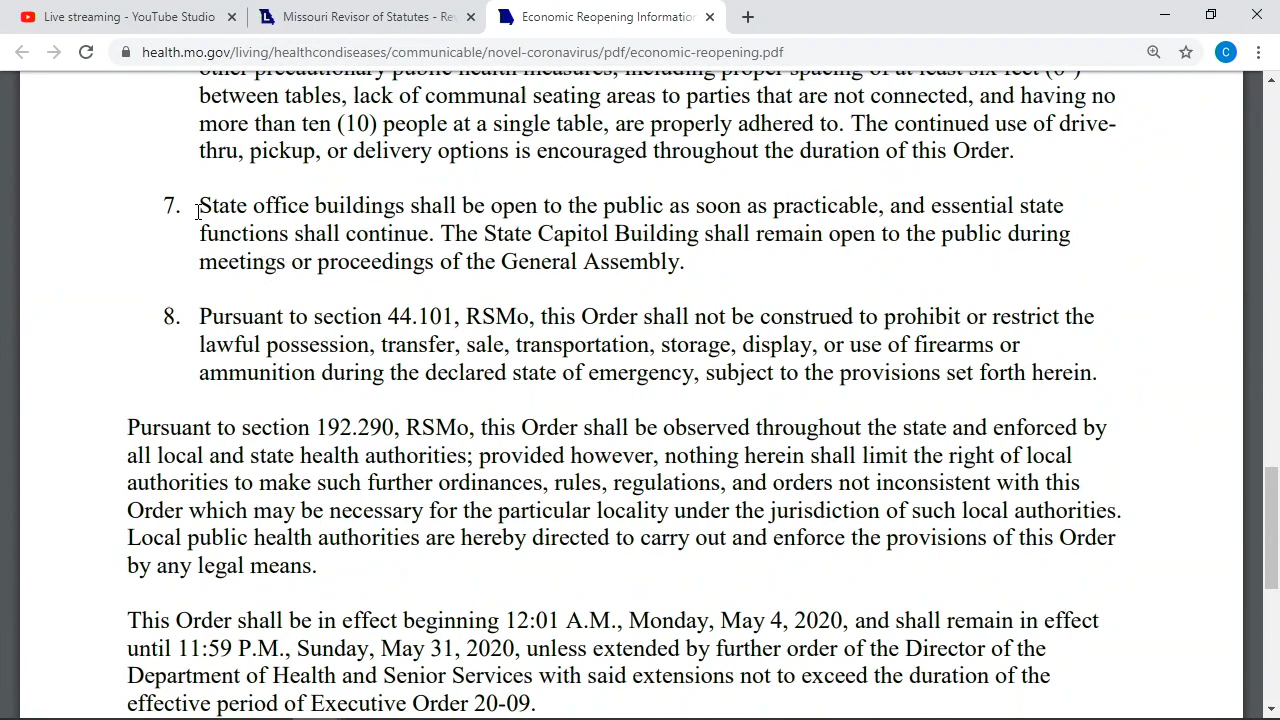 Live streaming - YouTube Studio
Missouri Revisor of Statutes - Re
Economic Reopening Information
health.mo.gov/living/healthcondiseases/communicable/novel-coronavirus/pdf/economic-reopening.pdf
C
other precautionary public health measures, including proper spacing of at least six feet (6')
between tables, lack of communal seating areas to parties that are not connected, and having no
more than ten (10) people at a single table, are properly adhered to. The continued use of drive-
thru, pickup, or delivery options is encouraged throughout the duration of this Order.
7. State office buildings shall be open to the public as soon as practicable, and essential state
functions shall continue. The State Capitol Building shall remain open to the public during
meetings or proceedings of the General Assembly.
8. Pursuant to section 44.101, RSMo, this Order shall not be construed to prohibit or restrict the
lawful possession, transfer, sale, transportation, storage, display, or use of firearms or
ammunition during the declared state of emergency, subject to the provisions set forth herein.
Pursuant to section 192.290, RSMo, this Order shall be observed throughout the state and enforced by
all local and state health authorities; provided however, nothing herein shall limit the right of local
authorities to make such further ordinances, rules, regulations, and orders not inconsistent with this
Order which may be necessary for the particular locality under the jurisdiction of such local authorities.
Local public health authorities are hereby directed to carry out and enforce the provisions of this Order
by any legal means.
This Order shall be in effect beginning 12:01 A.M., Monday, May 4, 2020, and shall remain in effect
until 11:59 P.M., Sunday, May 31, 2020, unless extended by further order of the Director of the
Department of Health and Senior Services with said extensions not to exceed the duration of the
effective period of Executive Order 20-09.